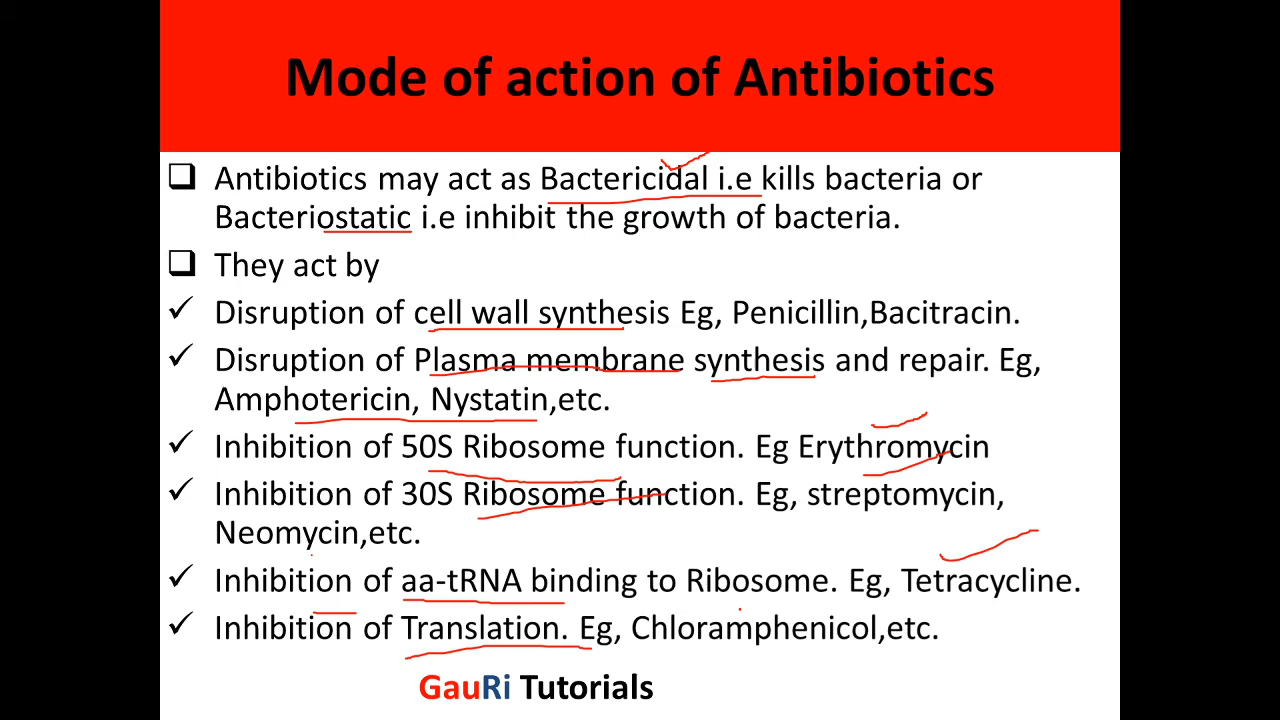 Mode of action of Antibiotics
Antibiotics may act as Bactericidal i.e kills bacteria or
Bacteriostatic i.e inhibit the growth of bacteria.
They act by
Disruption of cell wall synthesis Eg, Penicillin,Bacitracin.
Disruption of Plasma membrane synthesis and repair. Eg,
Amphotericin, Nystatin,etc.
Inhibition of 50S Ribosome function. Eg Erythromycin
Inhibition of 30S Ribosome function. Eg, streptomycin,
Neomycin,etc.
Inhibition of aa-tRNA binding to Ribosome. Eg, Tetracycline.
Inhibition of Translation. Eg, Chloramphenicol,etc.
GauRi Tutorials